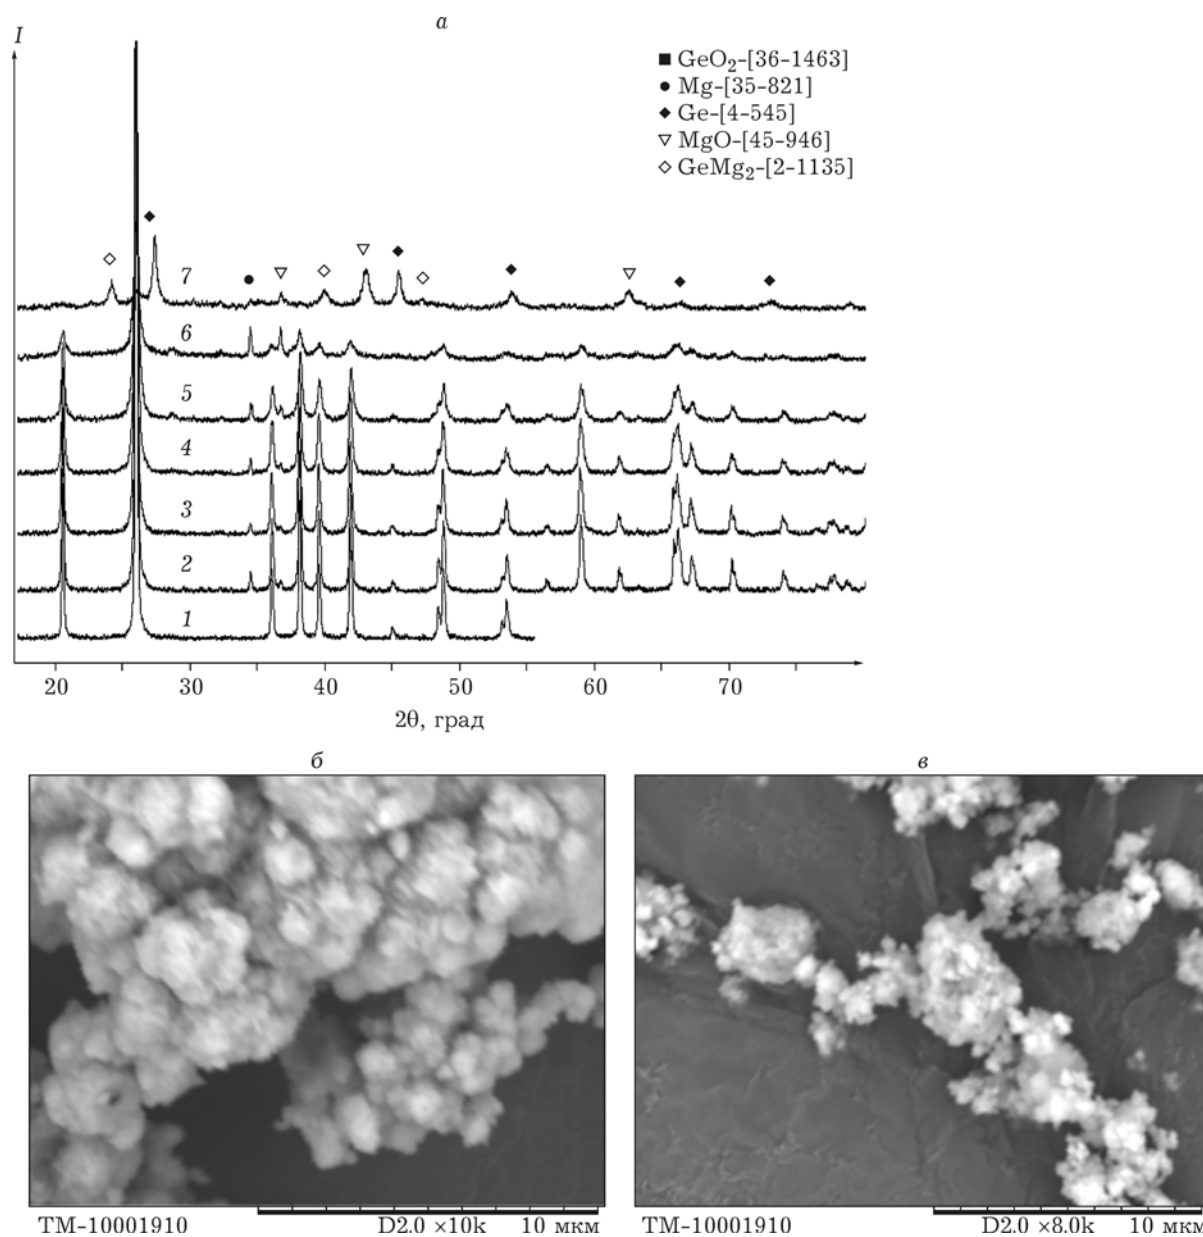 а
I
GeO2-[36-1463]
Mg-[35-821]
Ge-[4-545]
MgO-[45-946]
GeMg2-[2-1135]
7
6
5
4
3
2
1
20 30 40 50 60 70
2θ, град
б в
TM-10001910 D2.0 ×10k 10 мкм TM-10001910 D2.0 ×8.0k 10 мкм